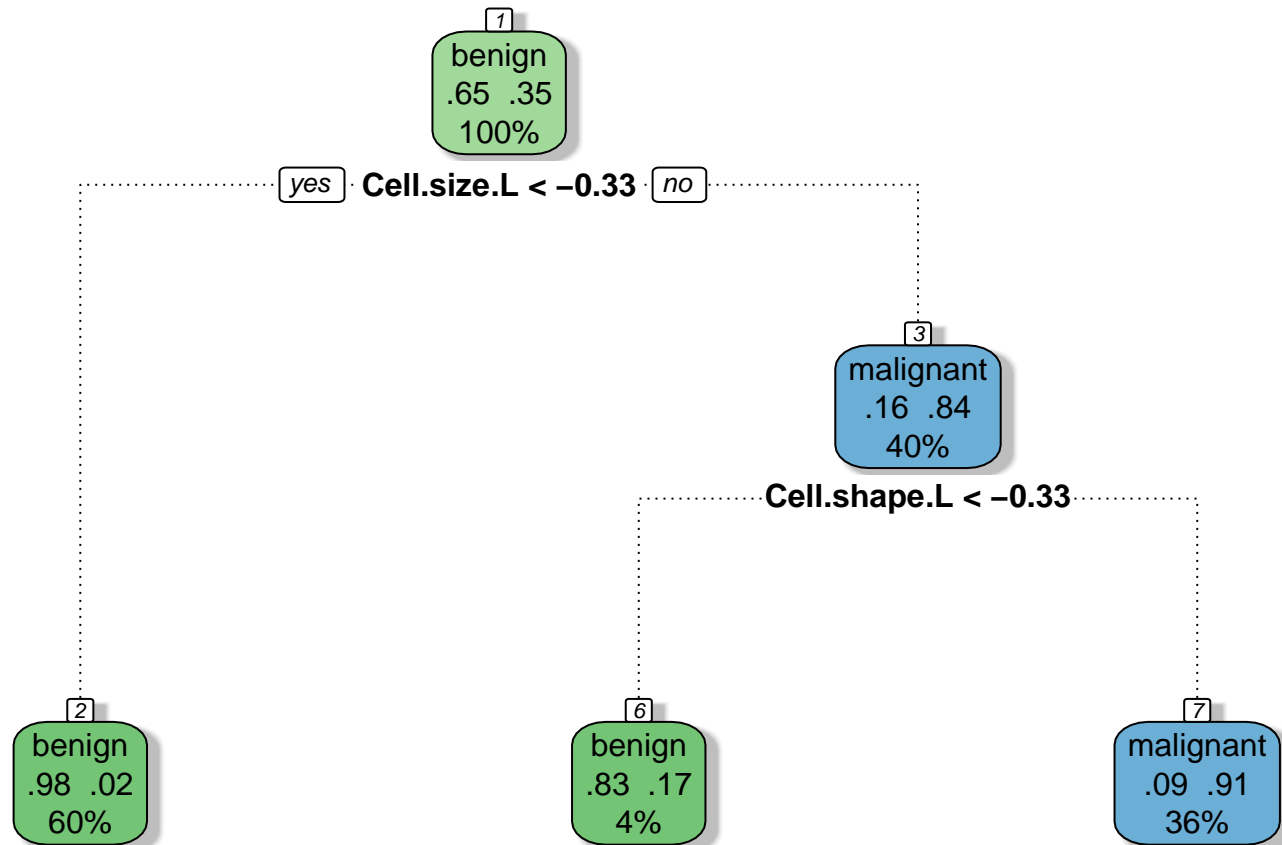 1
benign
.65 .35
100%
yes Cell.size.L < −0.33 no
3
malignant
.16 .84
40%
Cell.shape.L < −0.33
2
benign
.98 .02
60%
6
benign
.83 .17
4%
7
malignant
.09 .91
36%